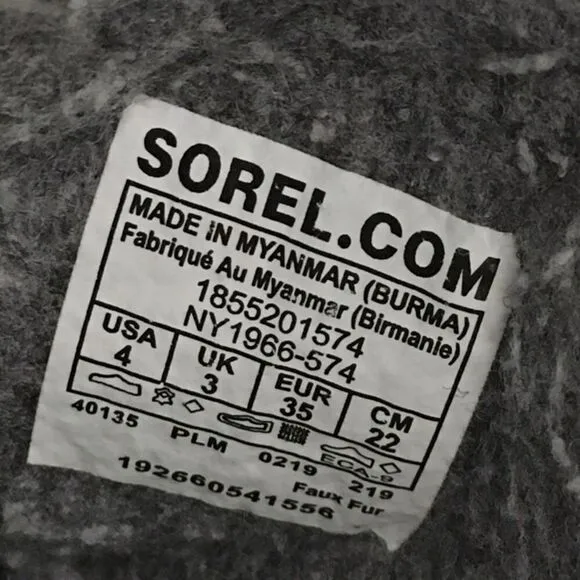 SOREL.COM
MADE IN MYANMAR (BURMA)
Fabriqué Au Myanmar (Birmanie)
1855201574
NY1966-574
USA UK EUR CM
4 3 35 22
ECA-9
40135 PLM 0219 219
192660541556 Faux Fur